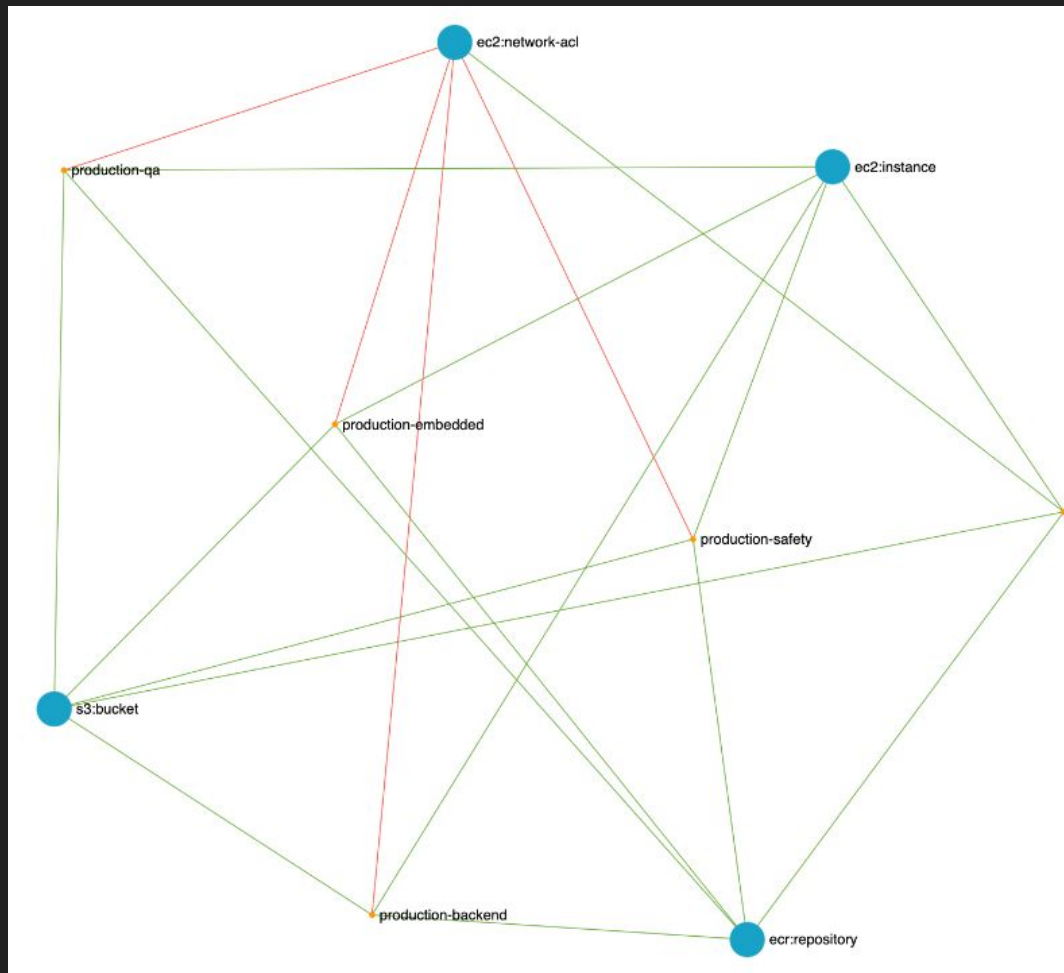 ec2:network-acl
ec2:instance
production-qa
production-embedded
production-safety
s3:bucket
production-backend
ecr:repository